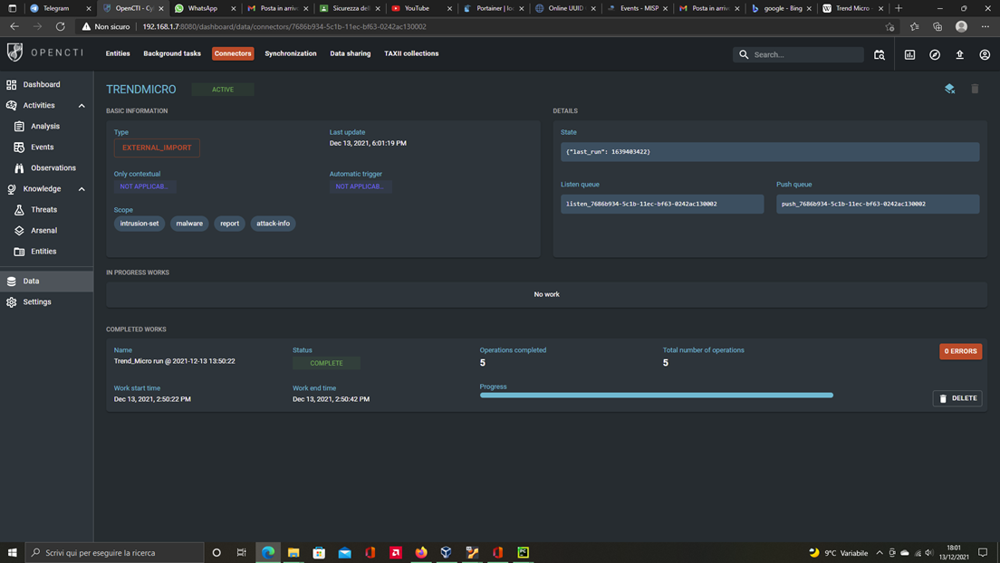 Telegram
OpenCTI - Cy
WhatsApp
Posta in arrivo
Sicurezza dell
YouTube
Portainer | loc
Online UUID
Events - MISP
Posta in arriv
google - Bing
Trend Micro
Non sicuro
192.168.1.7:8080/dashboard/data/connectors/7686b934-5c1b-11ec-bf63-0242ac130002
OPENCTI
Entities
Background tasks
Connectors
Synchronization
Data sharing
TAXII collections
Search...
Dashboard
Activities
Analysis
Events
Observations
Knowledge
Threats
Arsenal
Entities
Data
Settings
TRENDMICRO
ACTIVE
BASIC INFORMATION
Type
EXTERNAL_IMPORT
Last update
Dec 13, 2021, 6:01:19 PM
Only contextual
NOT APPLICAB...
Automatic trigger
NOT APPLICAB...
Scope
intrusion-set
malware
report
attack-info
DETAILS
State
{"last_run": 1639403422}
Listen queue
listen_7686b934-5c1b-11ec-bf63-0242ac130002
Push queue
push_7686b934-5c1b-11ec-bf63-0242ac130002
IN PROGRESS WORKS
No work
COMPLETED WORKS
Name
Trend_Micro run @ 2021-12-13 13:50:22
Status
COMPLETE
Operations completed
5
Total number of operations
5
0 ERRORS
Work start time
Dec 13, 2021, 2:50:22 PM
Work end time
Dec 13, 2021, 2:50:42 PM
Progress
DELETE
Scrivi qui per eseguire la ricerca
9°C Variabile
18:01
13/12/2021